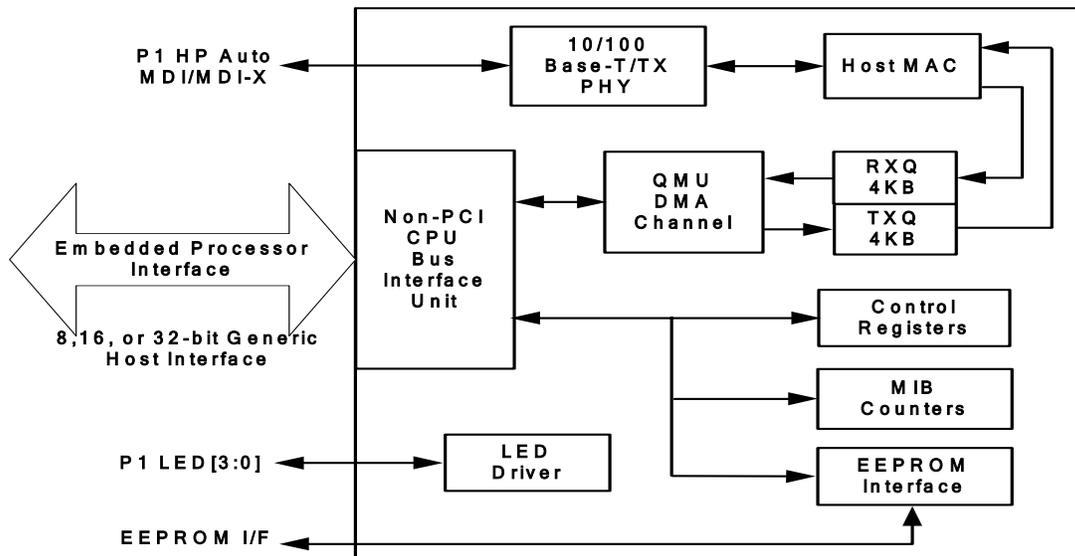 P1 HP Auto
MDI/MDI-X
10/100
Base-T/TX
PHY
Host MAC
RXQ
4KB
TXQ
4KB
QMU
DMA
Channel
Non-PCI
CPU
Bus
Interface
Unit
Embedded Processor
Interface
8,16, or 32-bit Generic
Host Interface
Control
Registers
MIB
Counters
P1 LED[3:0]
LED
Driver
EEPROM
Interface
EEPROM I/F